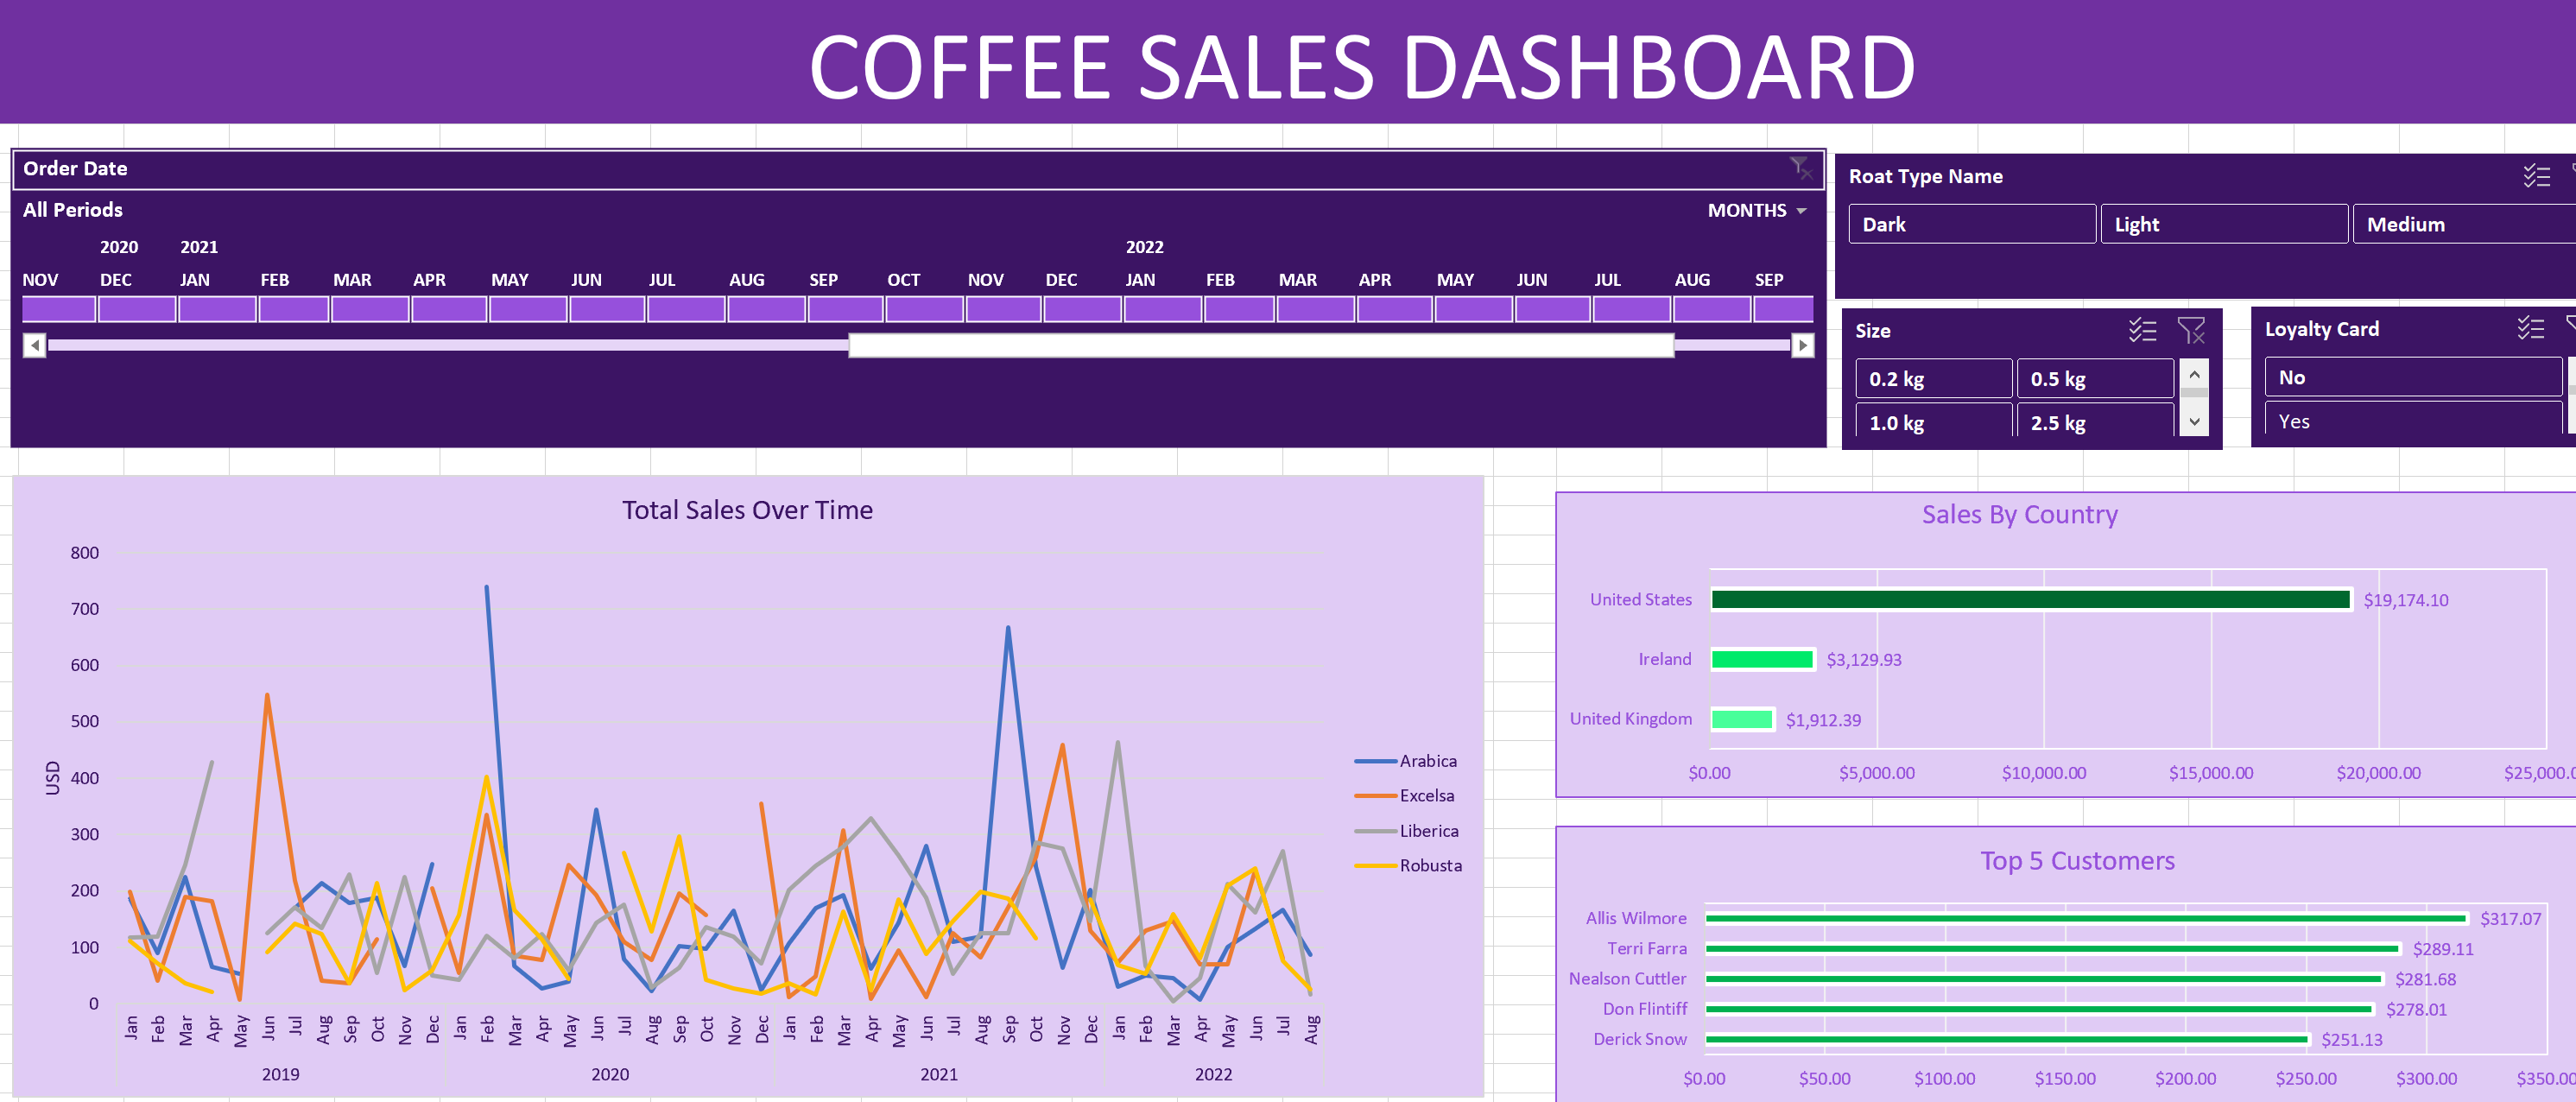 COFFEE SALES DASHBOARD
Order Date
All Periods
MONTHS
2020 2021 2022
NOV DEC JAN FEB MAR APR MAY JUN JUL AUG SEP OCT NOV DEC JAN FEB MAR APR MAY JUN JUL AUG SEP
Roat Type Name
Dark Light Medium
Size
0.2 kg 0.5 kg
1.0 kg 2.5 kg
Loyalty Card
No
Yes
Total Sales Over Time
800
700
600
500
400
300
200
100
0
USD
Jan Feb Mar Apr May Jun Jul Aug Sep Oct Nov Dec Jan Feb Mar Apr May Jun Jul Aug Sep Oct Nov Dec Jan Feb Mar Apr May Jun Jul Aug Sep Oct Nov Dec Jan Feb Mar Apr May Jun Jul Aug
2019 2020 2021 2022
Arabica
Excelsa
Liberica
Robusta
Sales By Country
United States $19,174.10
Ireland $3,129.93
United Kingdom $1,912.39
$0.00 $5,000.00 $10,000.00 $15,000.00 $20,000.00 $25,000.0
Top 5 Customers
Allis Wilmore $317.07
Terri Farra $289.11
Nealson Cuttler $281.68
Don Flintiff $278.01
Derick Snow $251.13
$0.00 $50.00 $100.00 $150.00 $200.00 $250.00 $300.00 $350.00